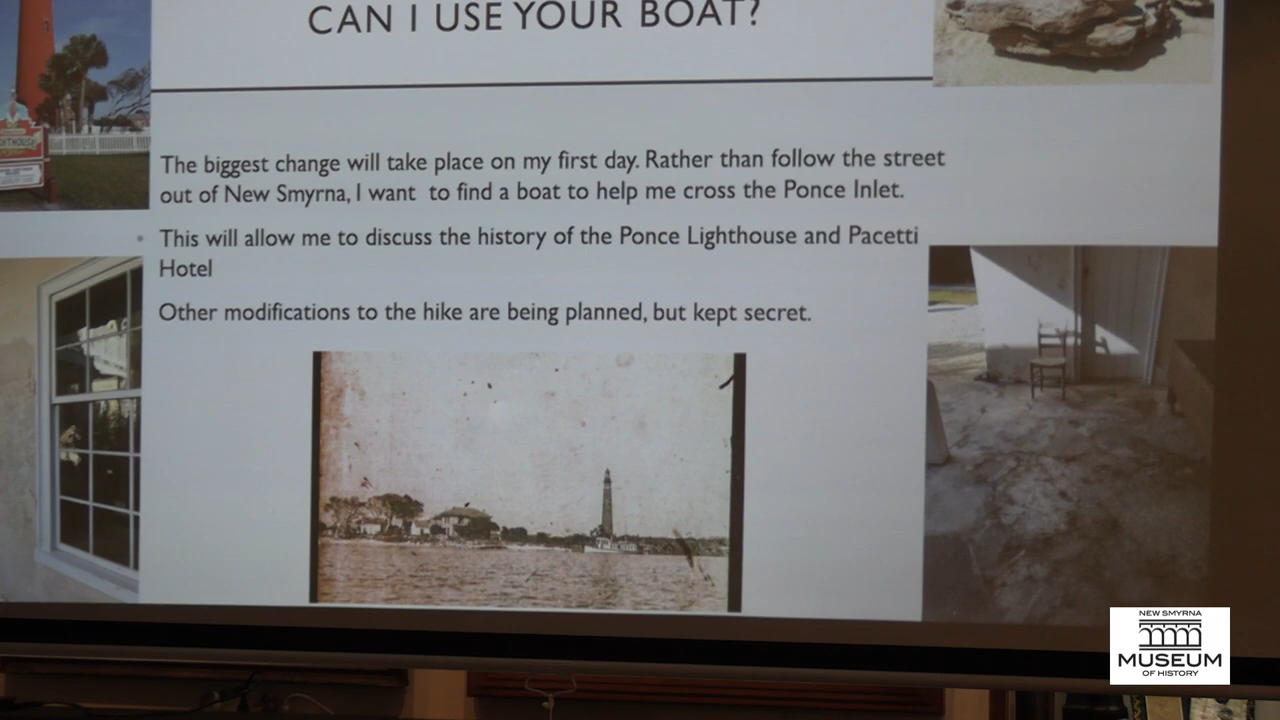 CAN I USE YOUR BOAT?
The biggest change will take place on my first day. Rather than follow the street
out of New Smyrna, I want to find a boat to help me cross the Ponce Inlet.
• This will allow me to discuss the history of the Ponce Lighthouse and Pacetti
Hotel
Other modifications to the hike are being planned, but kept secret.
NEW SMYRNA
MUSEUM
OF HISTORY